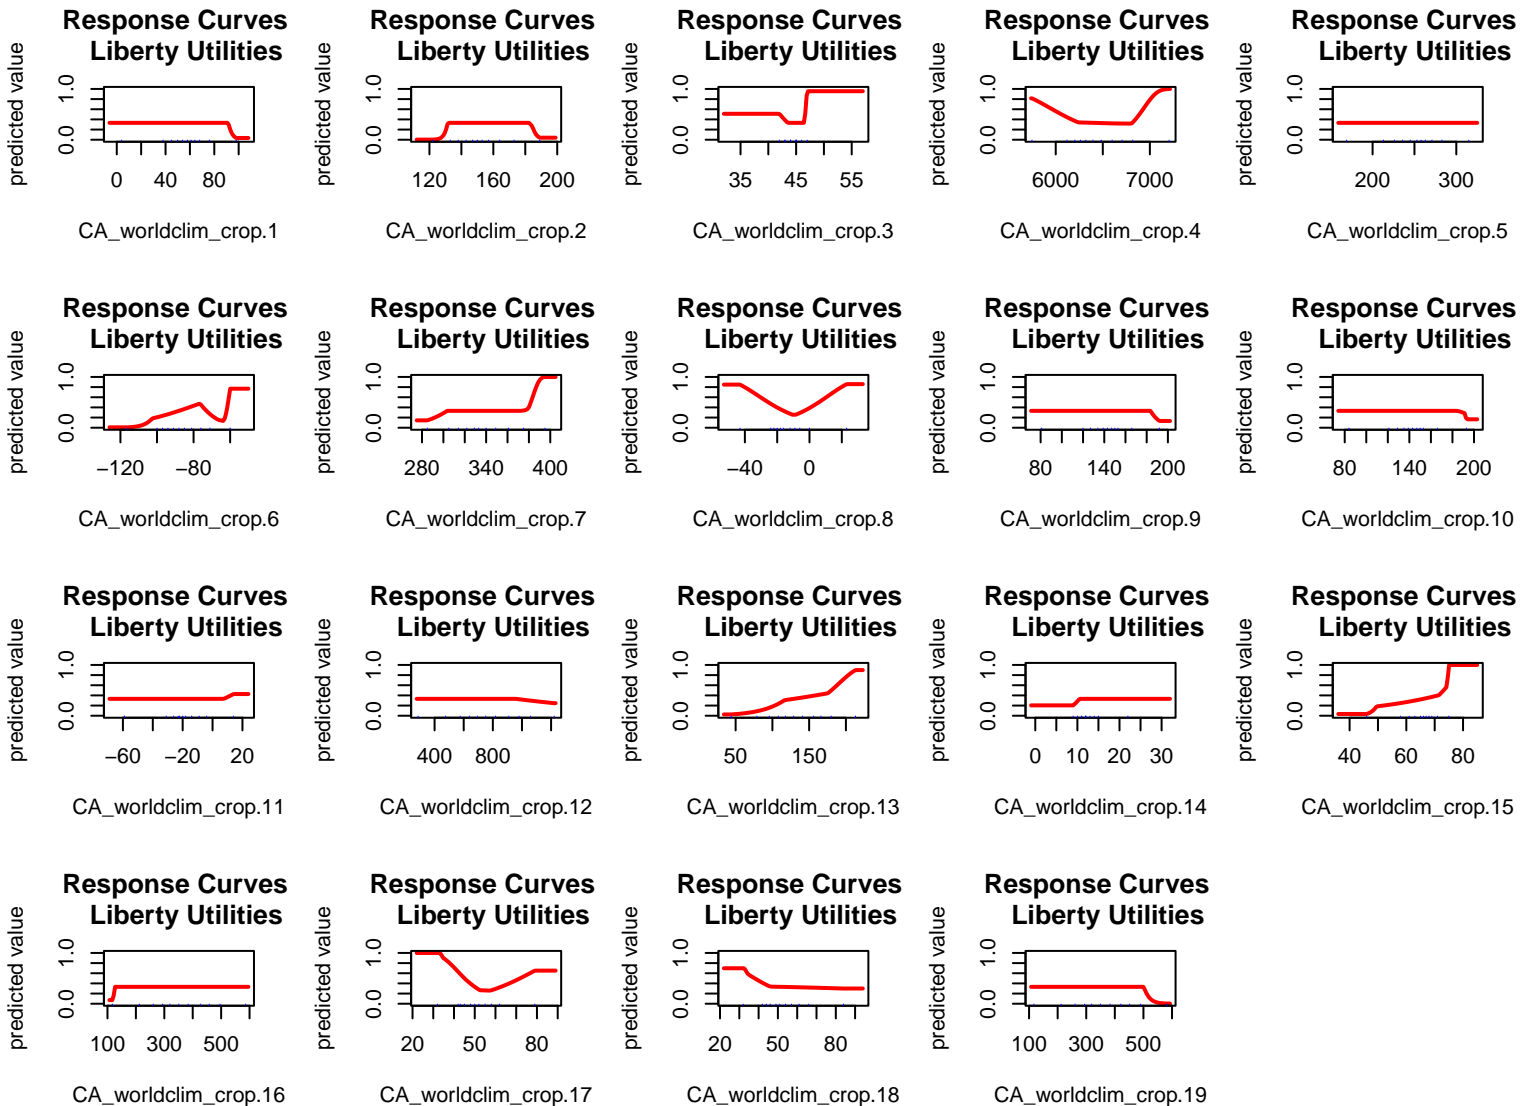 Response Curves
Liberty Utilities
predicted value
0.0 1.0
0 40 80
CA_worldclim_crop.1
Response Curves
Liberty Utilities
predicted value
0.0 1.0
120 160 200
CA_worldclim_crop.2
Response Curves
Liberty Utilities
predicted value
0.0 1.0
35 45 55
CA_worldclim_crop.3
Response Curves
Liberty Utilities
predicted value
0.0 1.0
6000 7000
CA_worldclim_crop.4
Response Curves
Liberty Utilities
predicted value
0.0 1.0
200 300
CA_worldclim_crop.5
Response Curves
Liberty Utilities
predicted value
0.0 1.0
−120 −80
CA_worldclim_crop.6
Response Curves
Liberty Utilities
predicted value
0.0 1.0
280 340 400
CA_worldclim_crop.7
Response Curves
Liberty Utilities
predicted value
0.0 1.0
−40 0
CA_worldclim_crop.8
Response Curves
Liberty Utilities
predicted value
0.0 1.0
80 140 200
CA_worldclim_crop.9
Response Curves
Liberty Utilities
predicted value
0.0 1.0
80 140 200
CA_worldclim_crop.10
Response Curves
Liberty Utilities
predicted value
0.0 1.0
−60 −20 20
CA_worldclim_crop.11
Response Curves
Liberty Utilities
predicted value
0.0 1.0
400 800
CA_worldclim_crop.12
Response Curves
Liberty Utilities
predicted value
0.0 1.0
50 150
CA_worldclim_crop.13
Response Curves
Liberty Utilities
predicted value
0.0 1.0
0 10 20 30
CA_worldclim_crop.14
Response Curves
Liberty Utilities
predicted value
0.0 1.0
40 60 80
CA_worldclim_crop.15
Response Curves
Liberty Utilities
predicted value
0.0 1.0
100 300 500
CA_worldclim_crop.16
Response Curves
Liberty Utilities
predicted value
0.0 1.0
20 50 80
CA_worldclim_crop.17
Response Curves
Liberty Utilities
predicted value
0.0 1.0
20 50 80
CA_worldclim_crop.18
Response Curves
Liberty Utilities
predicted value
0.0 1.0
100 300 500
CA_worldclim_crop.19